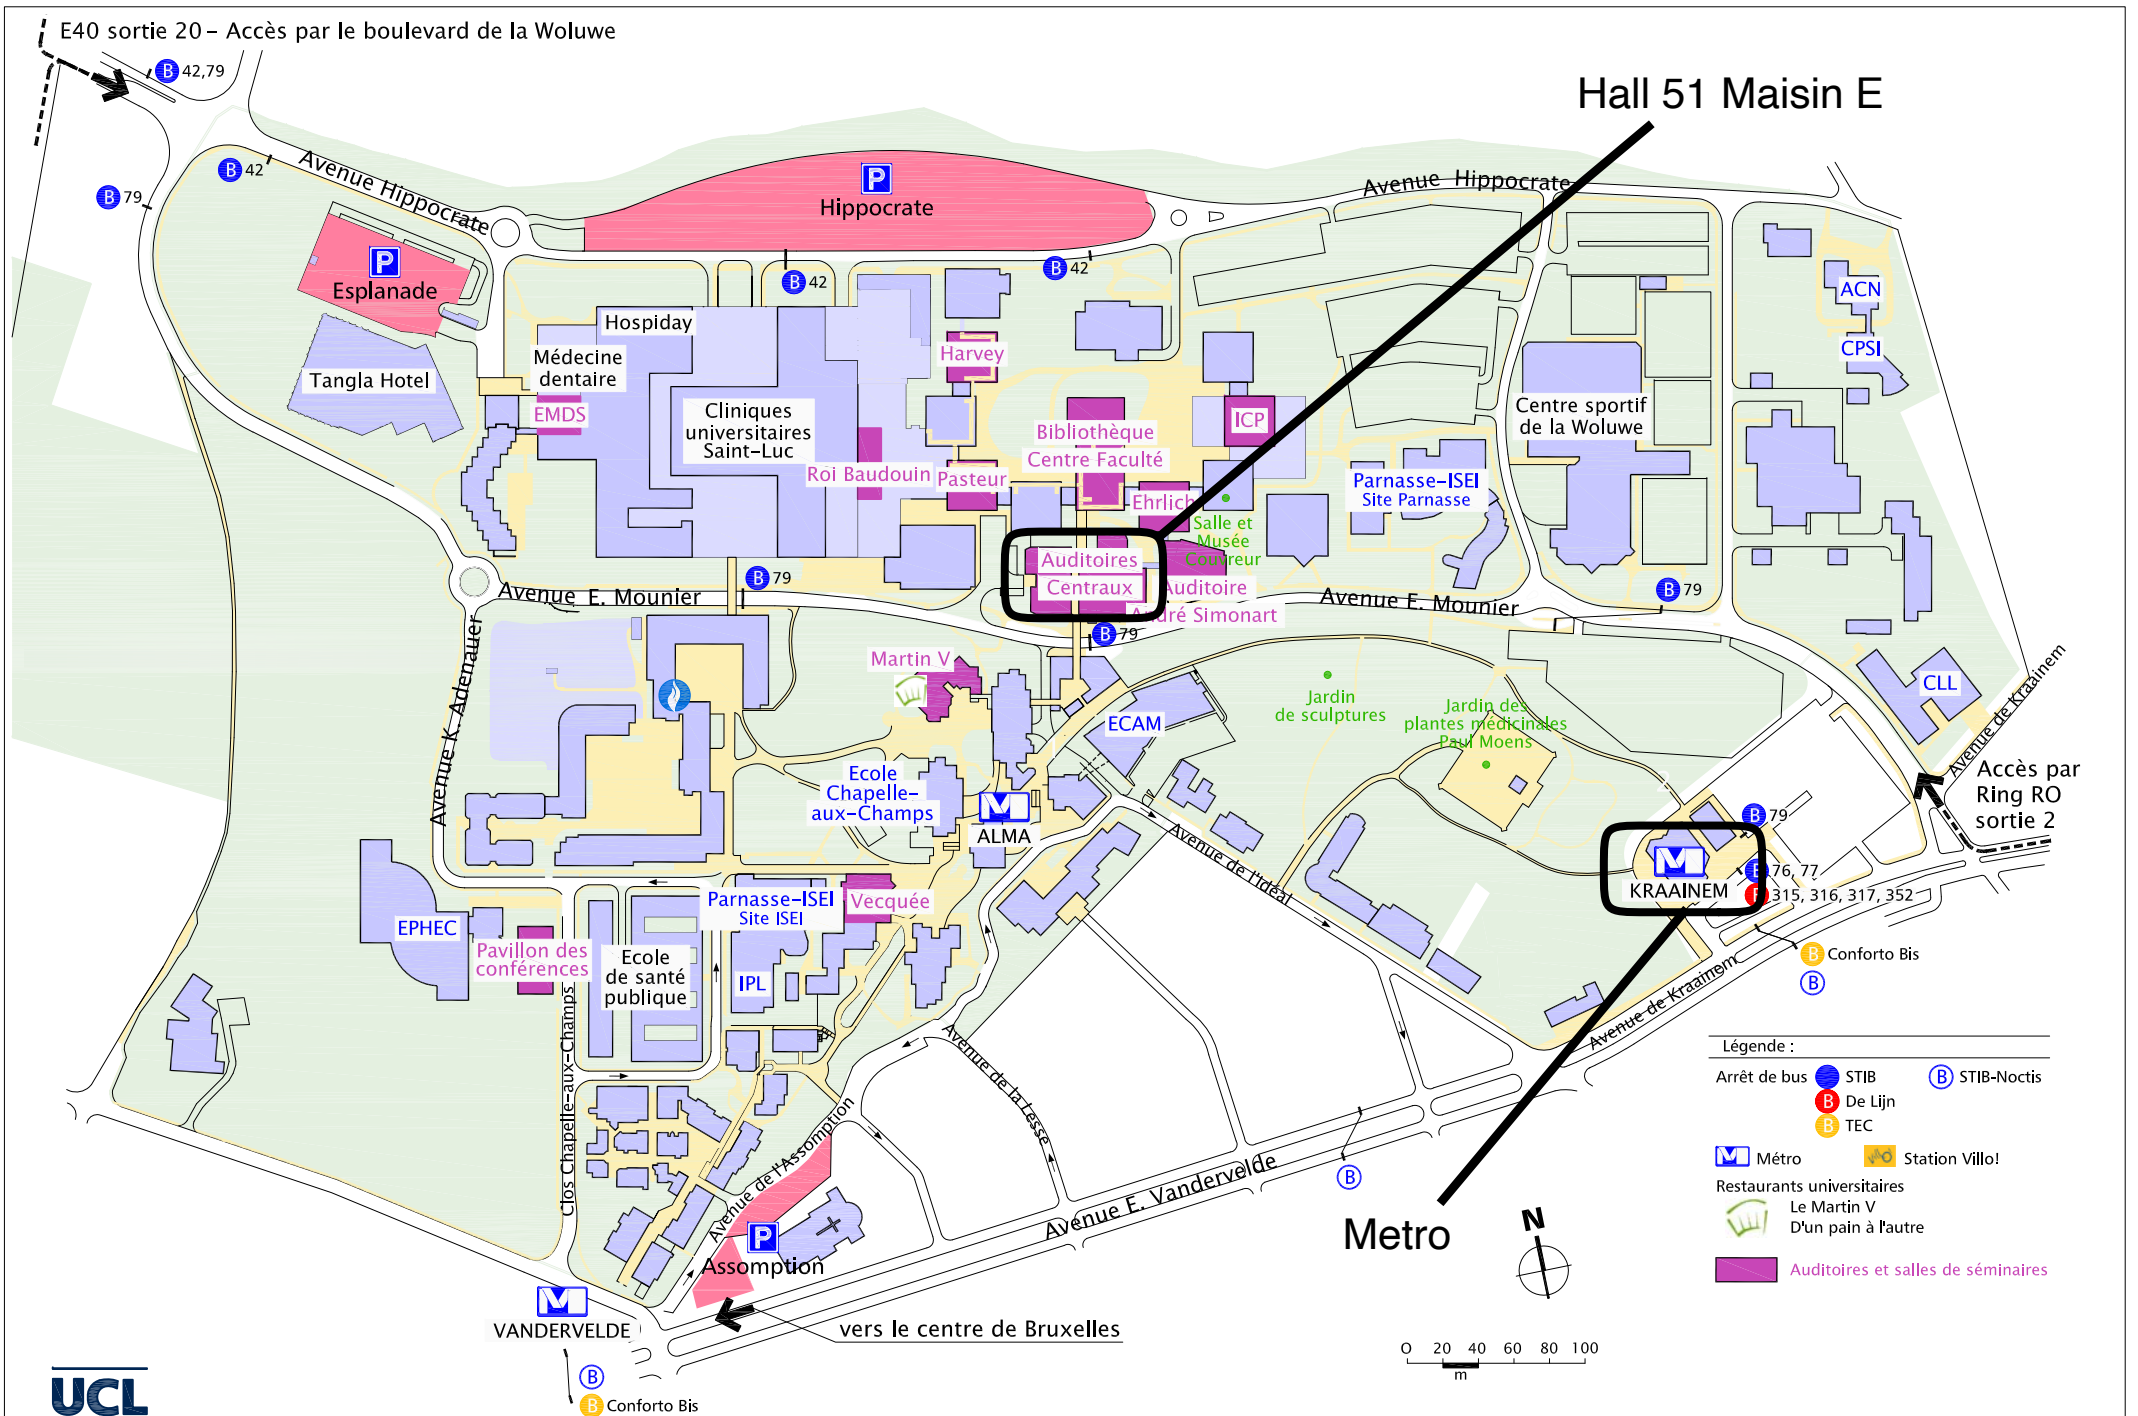 E40 sortie 20 – Accès par le boulevard de la Woluwe
B 42,79
Hall 51 Maisin E
B 42
B 79
Avenue Hippocrate
P
Hippocrate
Avenue Hippocrate
P
Esplanade
B 42
B 42
ACN
CPSI
Hospiday
Harvey
Médecine
dentaire
Tangla Hotel
EMDS
Cliniques
universitaires
Saint-Luc
ICP
Bibliothèque
Centre Faculté
Centre sportif
de la Woluwe
Roi Baudouin
Pasteur
Ehrlich
Parnasse-ISEI
Site Parnasse
Salle et
Musée
Couvreur
Auditoires
Centraux
Auditoire
André Simonart
B 79
Avenue E. Mounier
Avenue E. Mounier
B 79
B 79
Avenue K. Adenauer
Martin V
Jardin
de sculptures
Jardin des
plantes médicinales
Paul Moens
CLL
Avenue de Kraainem
ECAM
Ecole
Chapelle-
aux-Champs
M
ALMA
Avenue de l'Idéal
Accès par
Ring RO
sortie 2
B 79
M
KRAAINEM
B 76, 77
B 315, 316, 317, 352
B Conforto Bis
B
Avenue de Kraainem
EPHEC
Pavillon des
conférences
Ecole
de santé
publique
Parnasse-ISEI
Site ISEI
Vecquée
IPL
Clos Chapelle-aux-Champs
Avenue de la Lesse
Avenue de l'Assomption
Avenue E. Vandervelde
B
Metro
N
P
Assomption
M
VANDERVELDE
vers le centre de Bruxelles
B
B Conforto Bis
UCL
O 20 40 60 80 100
m
Légende :
Arrêt de bus
STIB
B STIB-Noctis
B De Lijn
B TEC
M Métro
Station Villo!
Restaurants universitaires
Le Martin V
D'un pain à l'autre
Auditoires et salles de séminaires